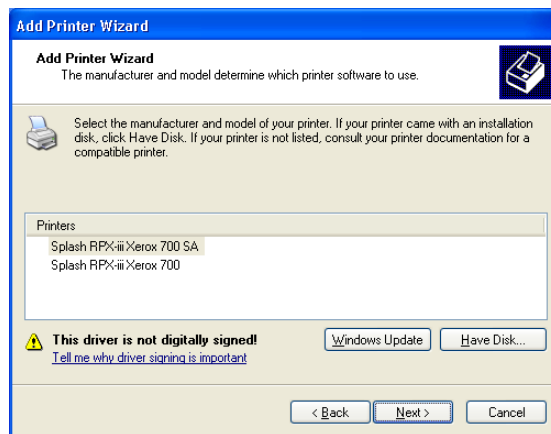 Add Printer Wizard
Add Printer Wizard
The manufacturer and model determine which printer software to use.
Select the manufacturer and model of your printer. If your printer came with an installation
disk, click Have Disk. If your printer is not listed, consult your printer documentation for a
compatible printer.
Printers
Splash RPX-iii Xerox 700 SA
Splash RPX-iii Xerox 700
This driver is not digitally signed!
Tell me why driver signing is important
Windows Update
Have Disk...
< Back
Next >
Cancel